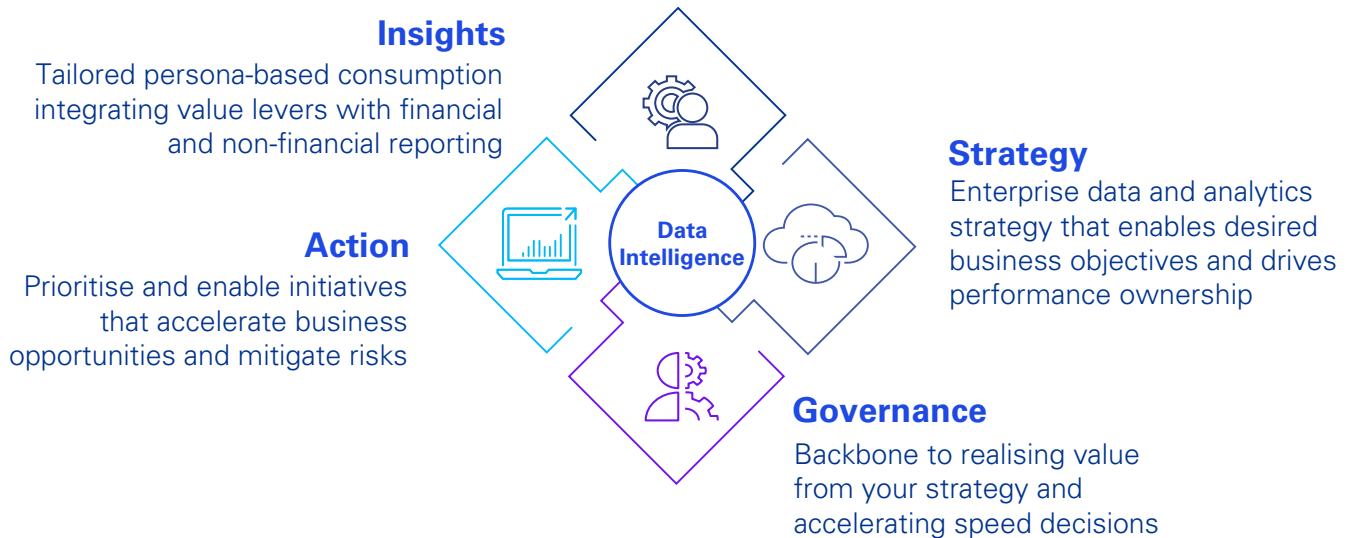 Insights
Tailored persona-based consumption
integrating value levers with financial
and non-financial reporting
Strategy
Enterprise data and analytics
strategy that enables desired
business objectives and drives
performance ownership
Data
Intelligence
Action
Prioritise and enable initiatives
that accelerate business
opportunities and mitigate risks
Governance
Backbone to realising value
from your strategy and
accelerating speed decisions